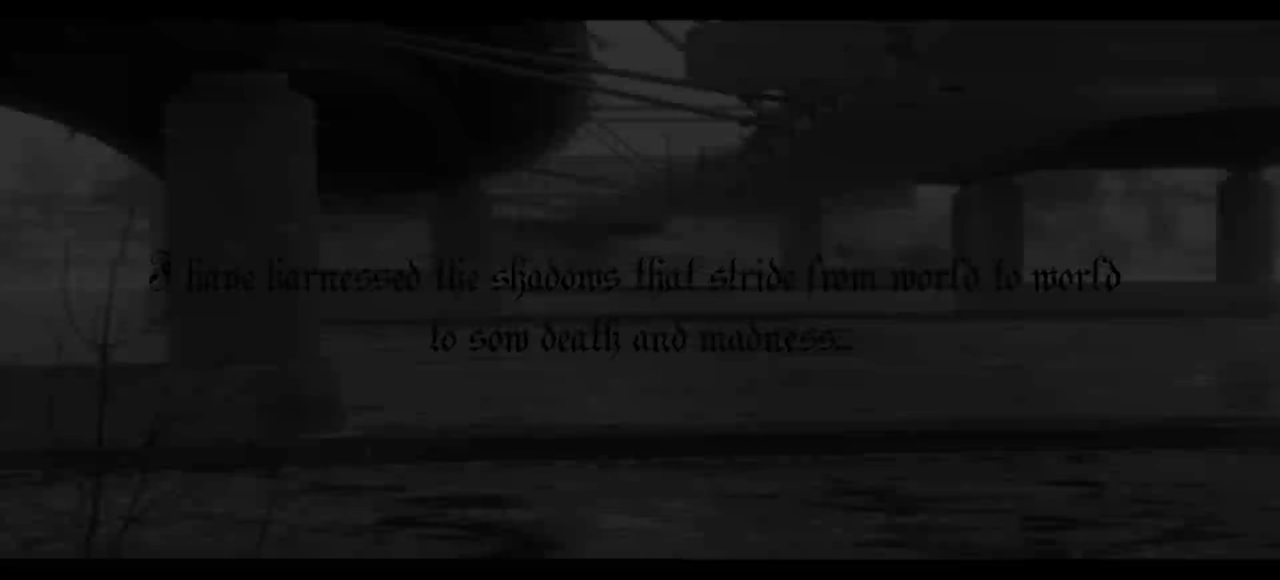 I have harnessed the shadows that stride from world to world
to sow death and madness...